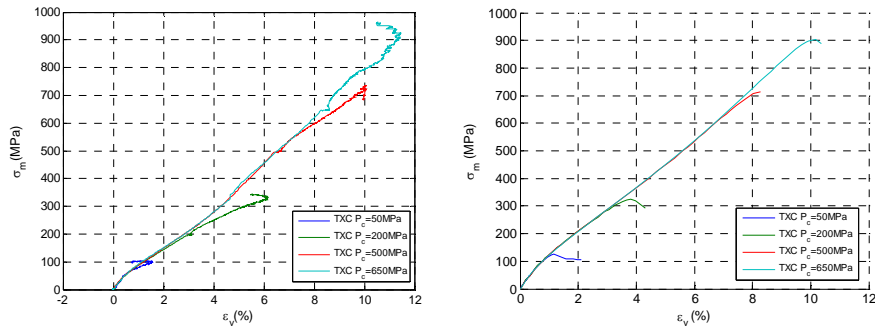 1000
900
800
700
600
500
400
300
200
100
0
σm (MPa)
-2 0 2 4 6 8 10 12
εv(%)
TXC Pc=50MPa
TXC Pc=200MPa
TXC Pc=500MPa
TXC Pc=650MPa
1000
900
800
700
600
500
400
300
200
100
0
σm (MPa)
0 2 4 6 8 10 12
εv(%)
TXC Pc=50MPa
TXC Pc=200MPa
TXC Pc=500MPa
TXC Pc=650MPa